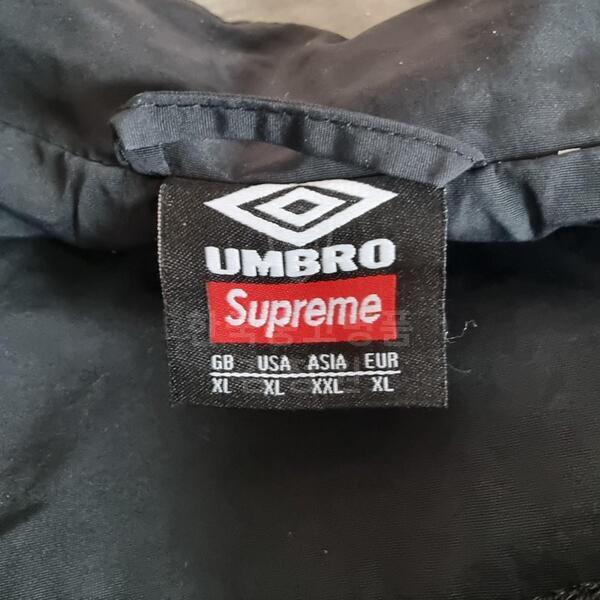 UMBRO
Supreme
GB USA ASIA EUR
XL XL XXL XL